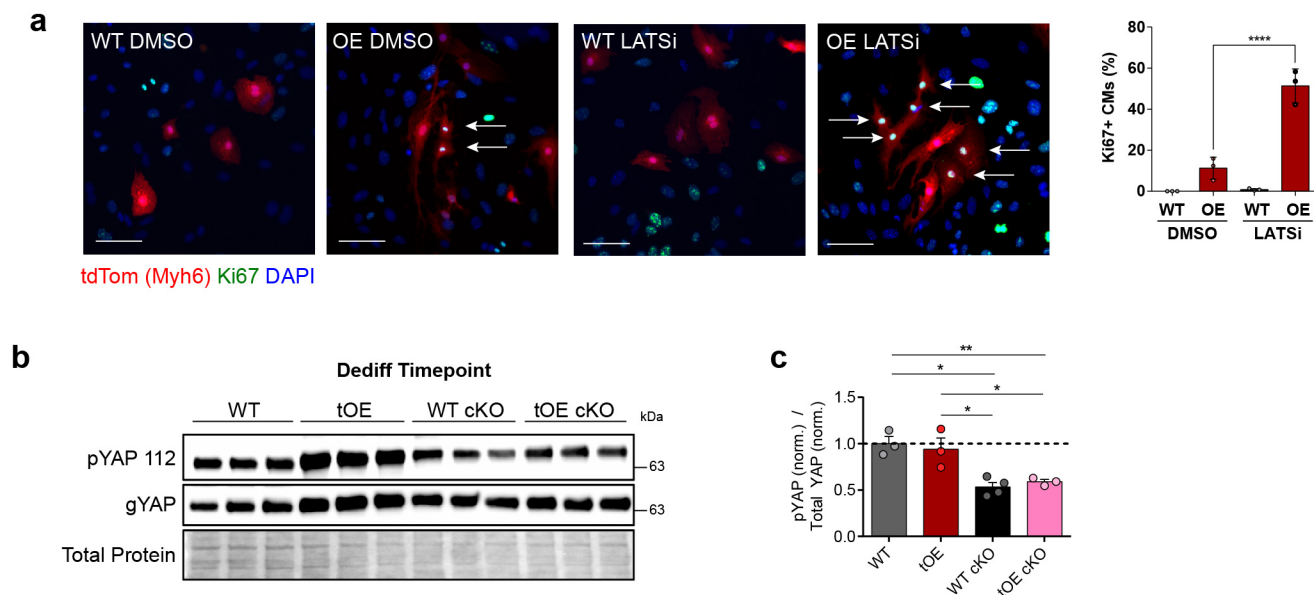 a
WT DMSO
OE DMSO
WT LATSi
OE LATSi
tdTom (Myh6) Ki67 DAPI
Ki67+ CMs (%)
60
40
20
0
****
WT OE WT OE
DMSO LATSi
b
Dediff Timepoint
WT tOE WT cKO tOE cKO
kDa
pYAP 112
63
gYAP
63
Total Protein
c
pYAP (norm.) /
Total YAP (norm.)
1.5
1.0
0.5
0.0
**
*
*
*
WT
tOE
WT cKO
tOE cKO